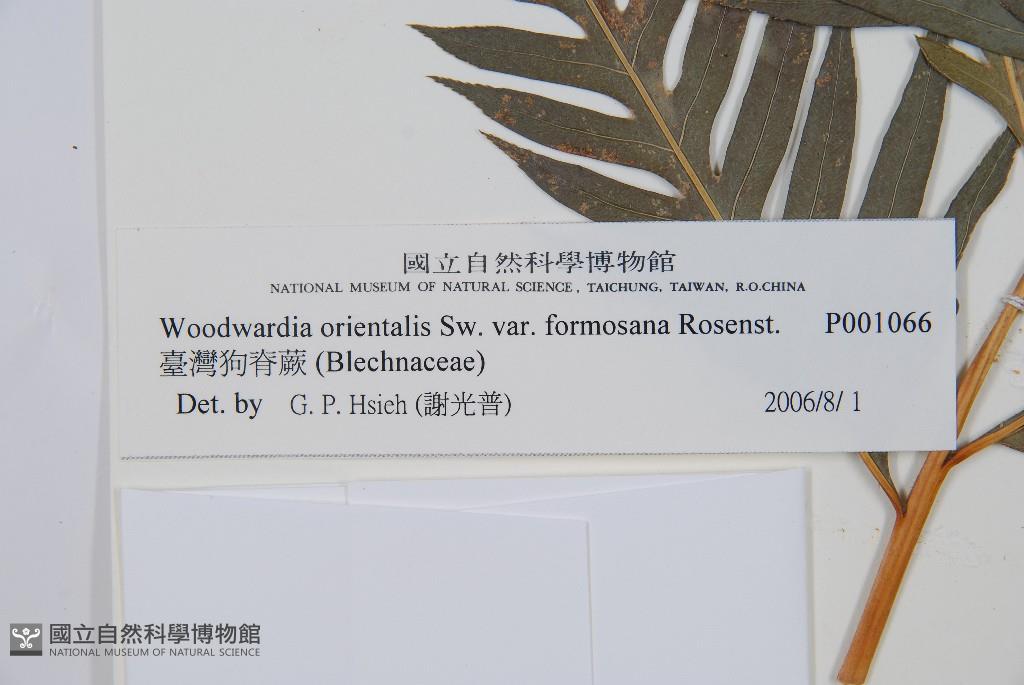 國立自然科學博物館
NATIONAL MUSEUM OF NATURAL SCIENCE, TAICHUNG, TAIWAN, R.O.CHINA
Woodwardia orientalis Sw. var. formosana Rosenst. P001066
臺灣狗脊蕨 (Blechnaceae)
Det. by G. P. Hsieh (謝光普) 2006/8/ 1
國立自然科學博物館
NATIONAL MUSEUM OF NATURAL SCIENCE